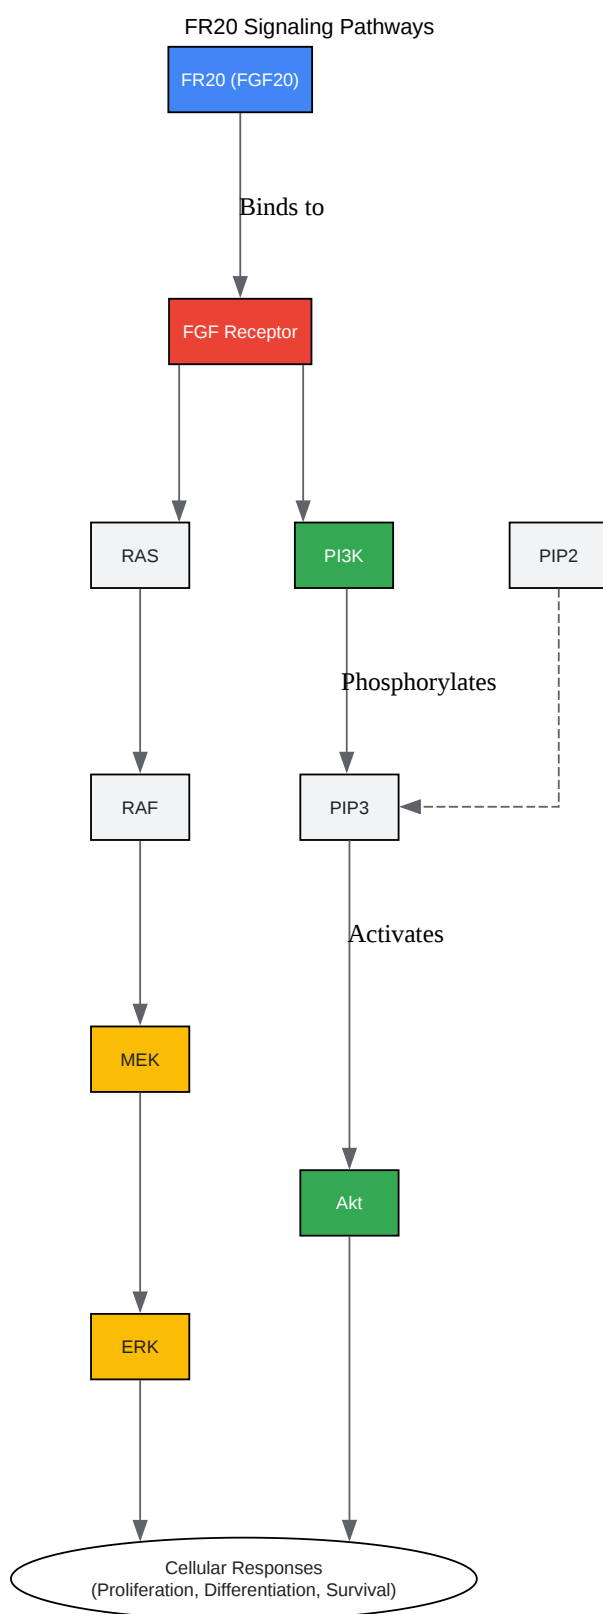 FR20 Signaling Pathways
FR20 (FGF20)
Binds to
FGF Receptor
RAS
PI3K
PIP2
Phosphorylates
RAF
PIP3
Activates
MEK
Akt
ERK
Cellular Responses
(Proliferation, Differentiation, Survival)